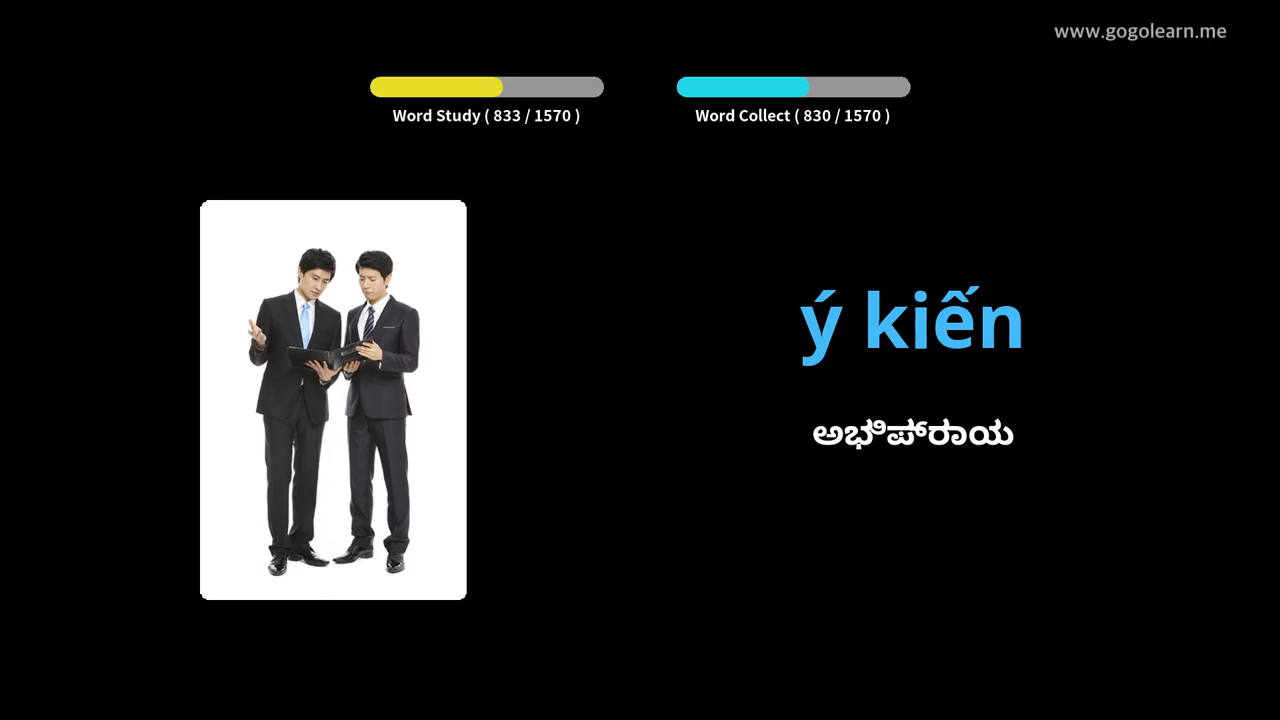 www.gogolearn.me
Word Study ( 833 / 1570 )
Word Collect ( 830 / 1570 )
ý kiến
ಅಭಿಪ್ರಾಯ